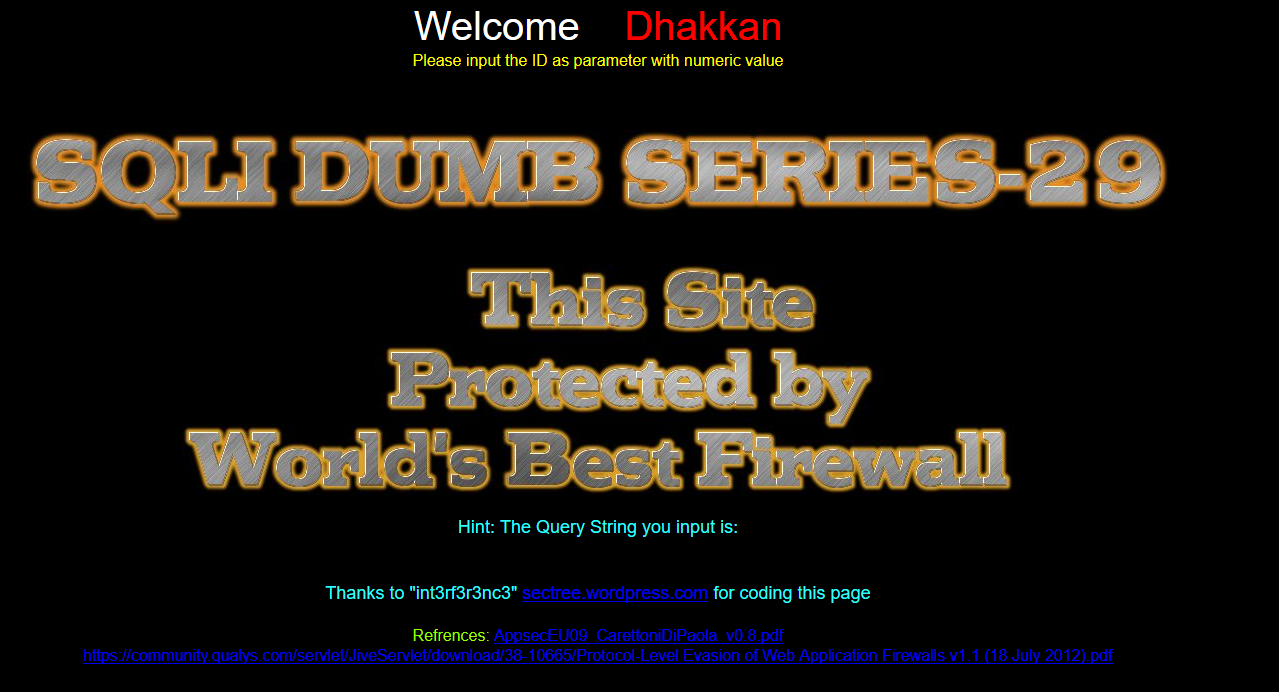 Welcome Dhakkan
Please input the ID as parameter with numeric value
SQLI DUMB SERIES-29
This Site
Protected by
World's Best Firewall
Hint: The Query String you input is:
Thanks to "int3rf3r3nc3" sectree.wordpress.com for coding this page
Refrences: AppsecEU09_CarettoniDiPaola_v0.8.pdf
https://community.qualys.com/servlet/JiveServlet/download/38-10665/Protocol-Level Evasion of Web Application Firewalls v1.1 (18 July 2012).pdf